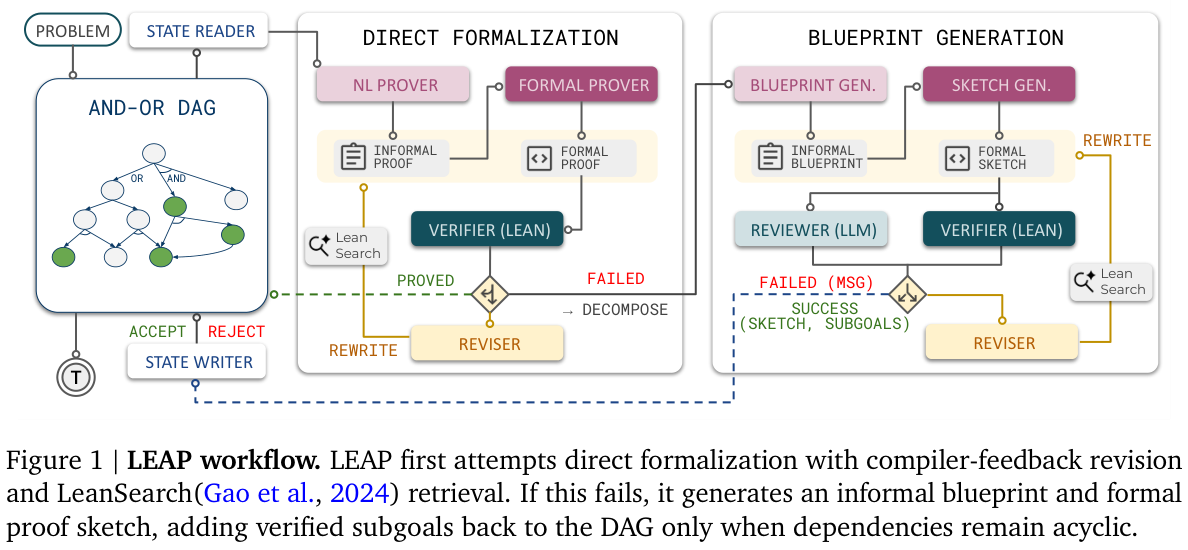 PROBLEM
STATE READER
AND-OR DAG
OR
AND
ACCEPT
REJECT
STATE WRITER
T
DIRECT FORMALIZATION
NL PROVER
FORMAL PROVER
INFORMAL
PROOF
FORMAL
PROOF
VERIFIER (LEAN)
Lean
Search
PROVED
FAILED
→ DECOMPOSE
REWRITE
REVISER
BLUEPRINT GENERATION
BLUEPRINT GEN.
SKETCH GEN.
INFORMAL
BLUEPRINT
FORMAL
SKETCH
REWRITE
REVIEWER (LLM)
VERIFIER (LEAN)
FAILED (MSG)
SUCCESS
(SKETCH, SUBGOALS)
Lean
Search
REVISER
Figure 1 | LEAP workflow. LEAP first attempts direct formalization with compiler-feedback revision
and LeanSearch(Gao et al., 2024) retrieval. If this fails, it generates an informal blueprint and formal
proof sketch, adding verified subgoals back to the DAG only when dependencies remain acyclic.